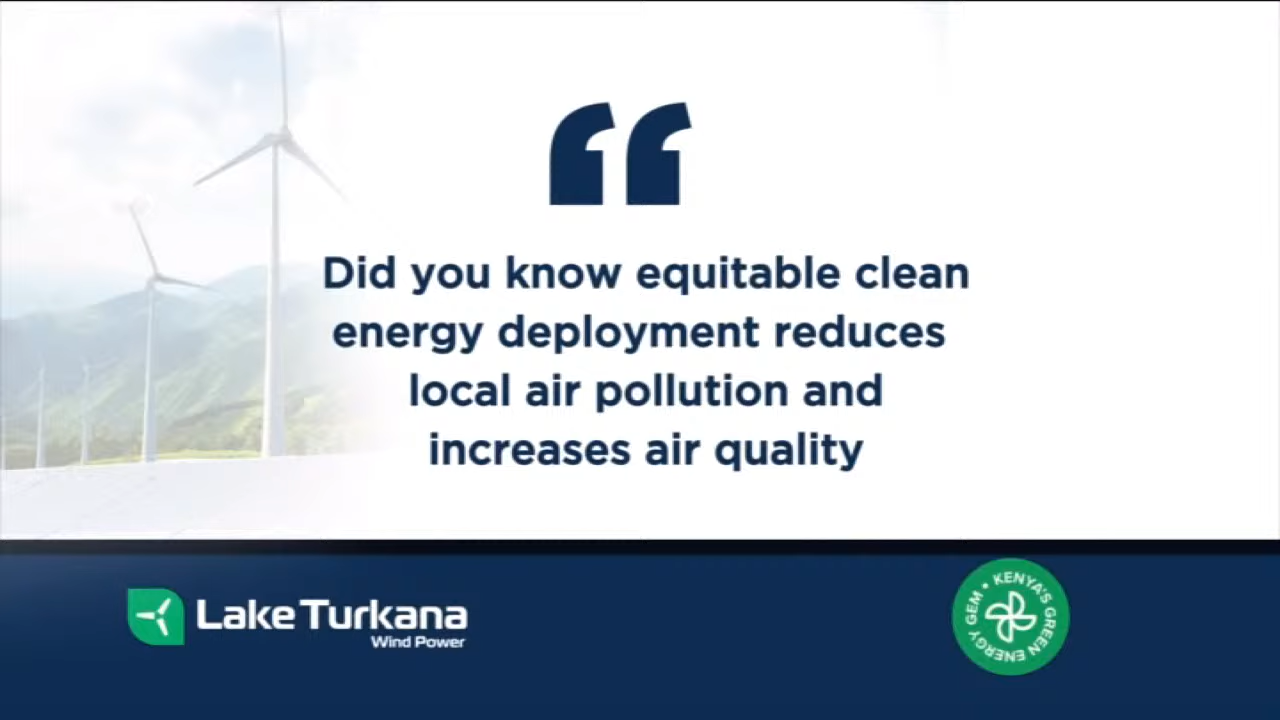 “
Did you know equitable clean
energy deployment reduces
local air pollution and
increases air quality
Lake Turkana
Wind Power
KENYA'S GREEN ENERGY GEM •